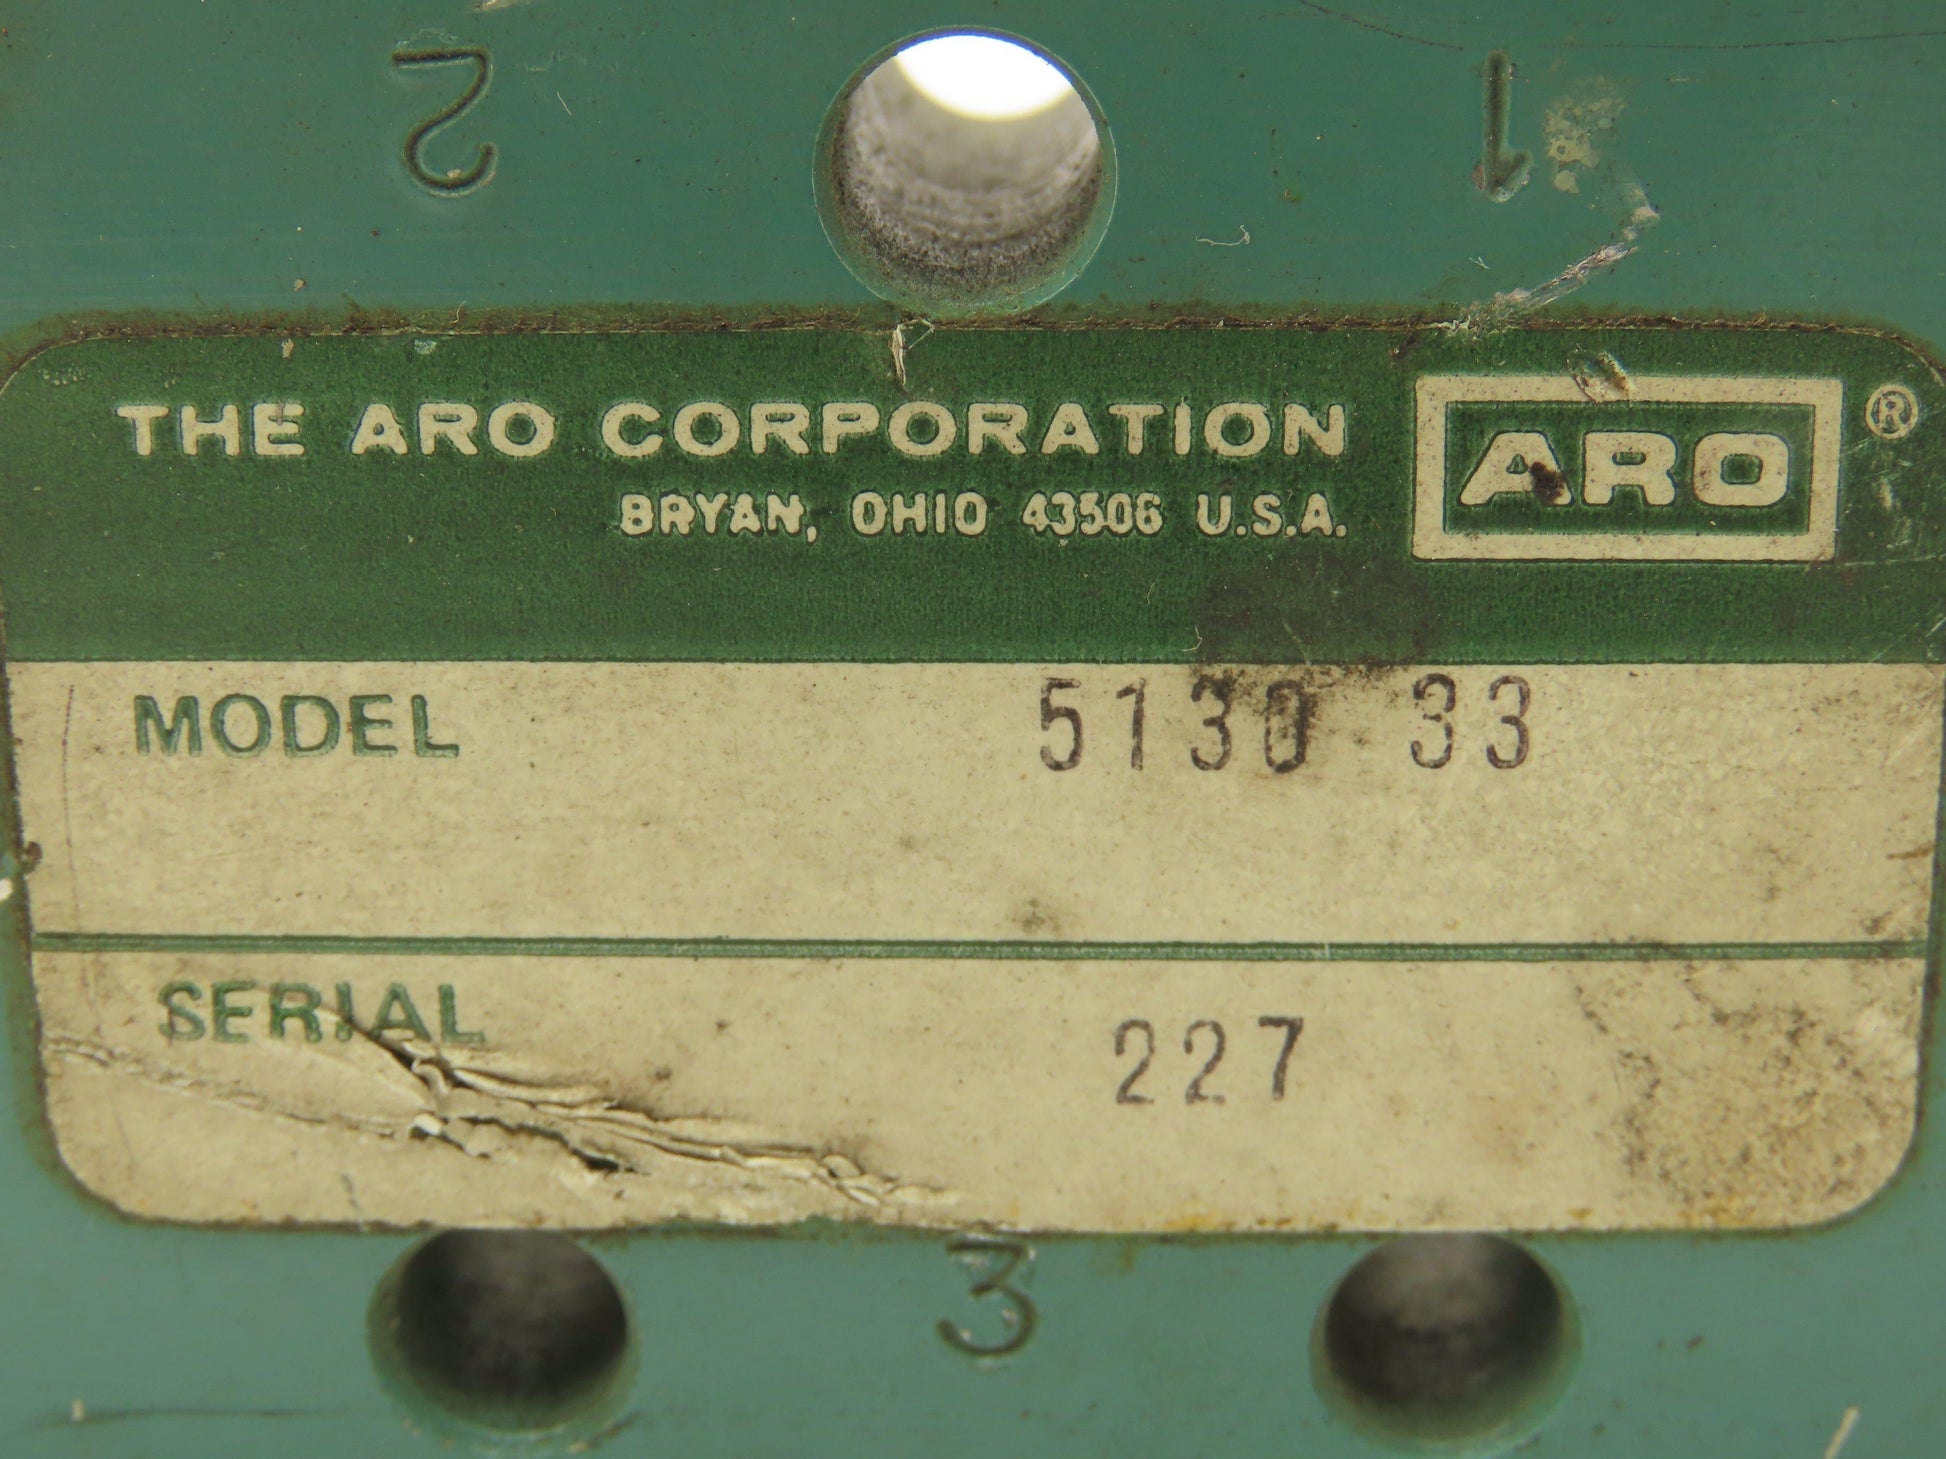 2 1
THE ARO CORPORATION
BRYAN, OHIO 43506 U.S.A.
ARO®
MODEL 5130 33
SERIAL 227
3